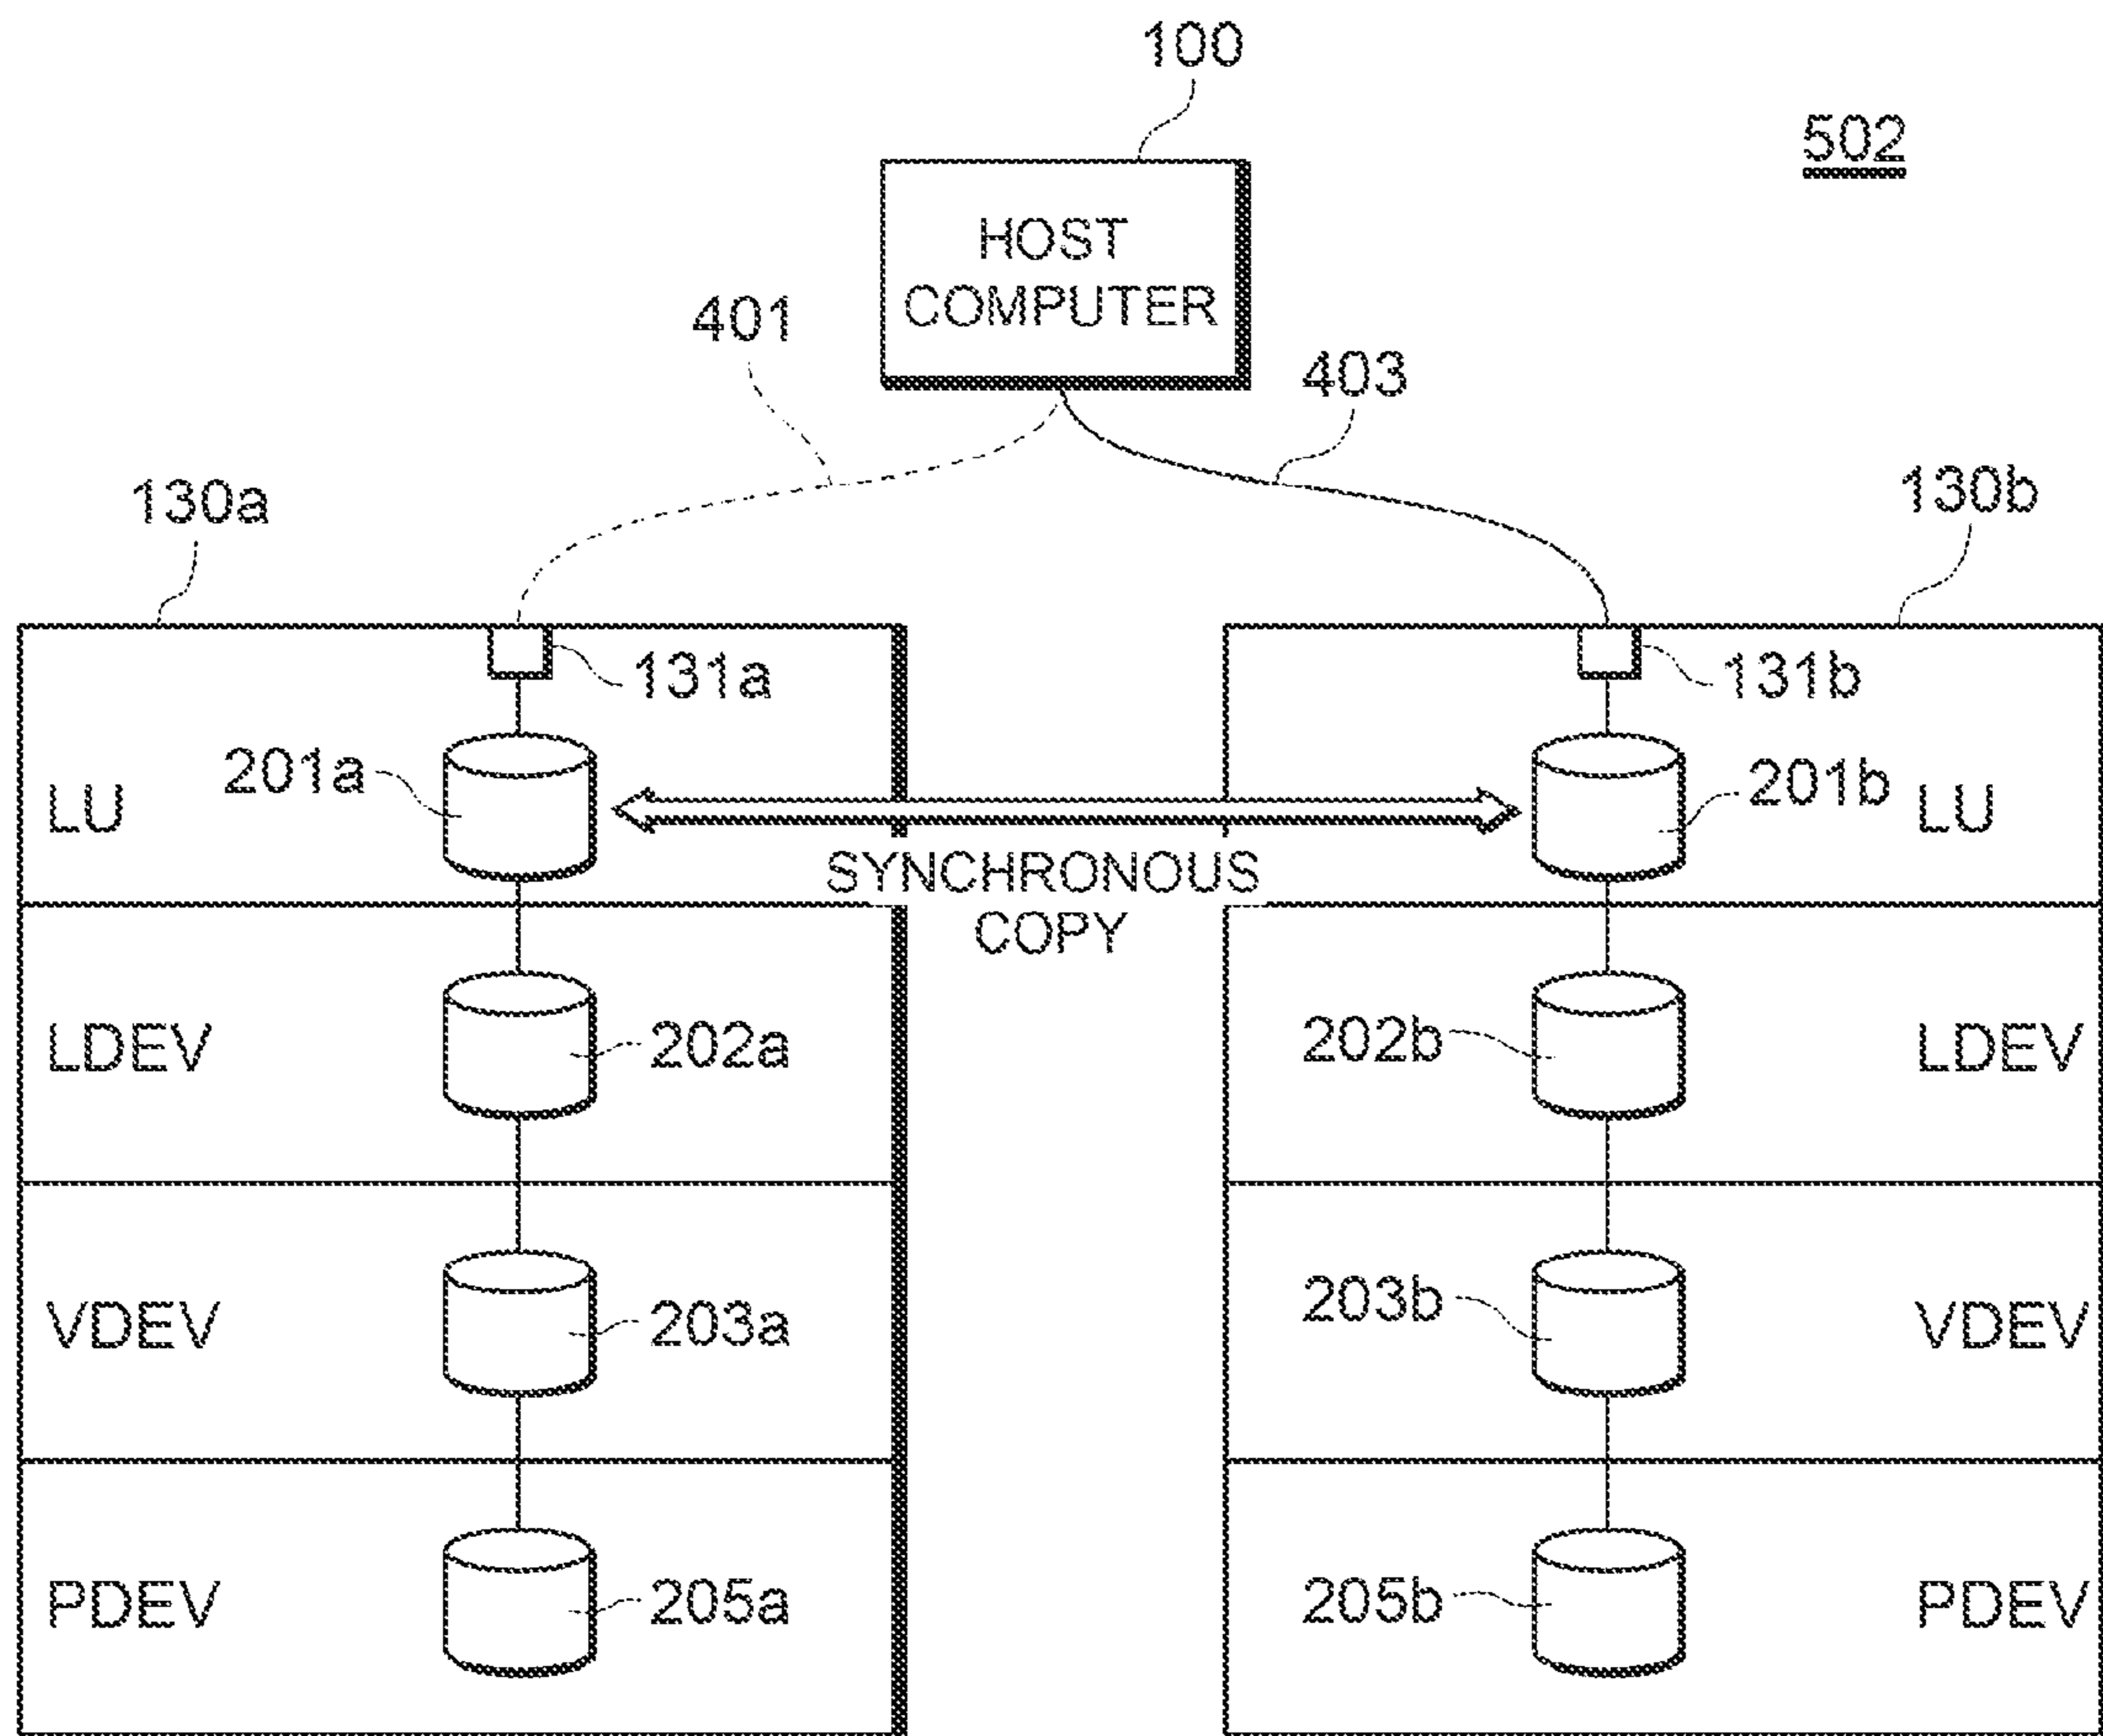 100
502
HOST
COMPUTER
401
403
130a
130b
131a
131b
201a
201b
LU
LU
SYNCHRONOUS
COPY
LDEV
202a
202b
LDEV
VDEV
203a
203b
VDEV
PDEV
205a
205b
PDEV